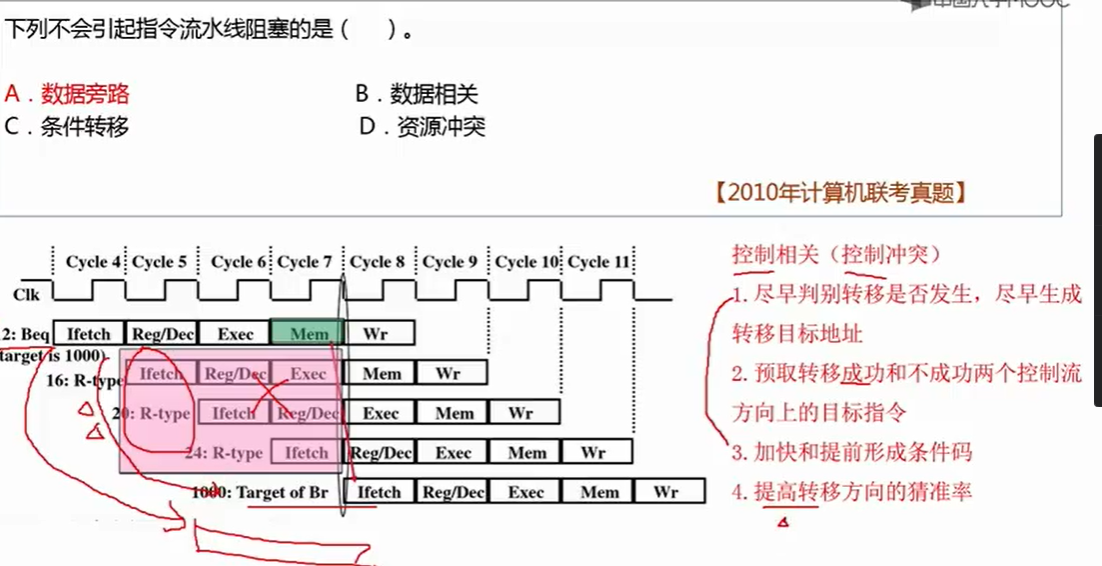 中国大学MOOC
下列不会引起指令流水线阻塞的是（ ）。
A．数据旁路 B．数据相关
C．条件转移 D．资源冲突
【2010年计算机联考真题】
Cycle 4 Cycle 5 Cycle 6 Cycle 7 Cycle 8 Cycle 9 Cycle 10 Cycle 11
Clk
2: Beq Ifetch Reg/Dec Exec Mem Wr
target is 1000)
16: R-type Ifetch Reg/Dec Exec Mem Wr
20: R-type Ifetch Reg/Dec Exec Mem Wr
24: R-type Ifetch Reg/Dec Exec Mem Wr
1000: Target of Br Ifetch Reg/Dec Exec Mem Wr
控制相关（控制冲突）
1. 尽早判别转移是否发生，尽早生成
转移目标地址
2. 预取转移成功和不成功两个控制流
方向上的目标指令
3. 加快和提前形成条件码
4. 提高转移方向的猜准率